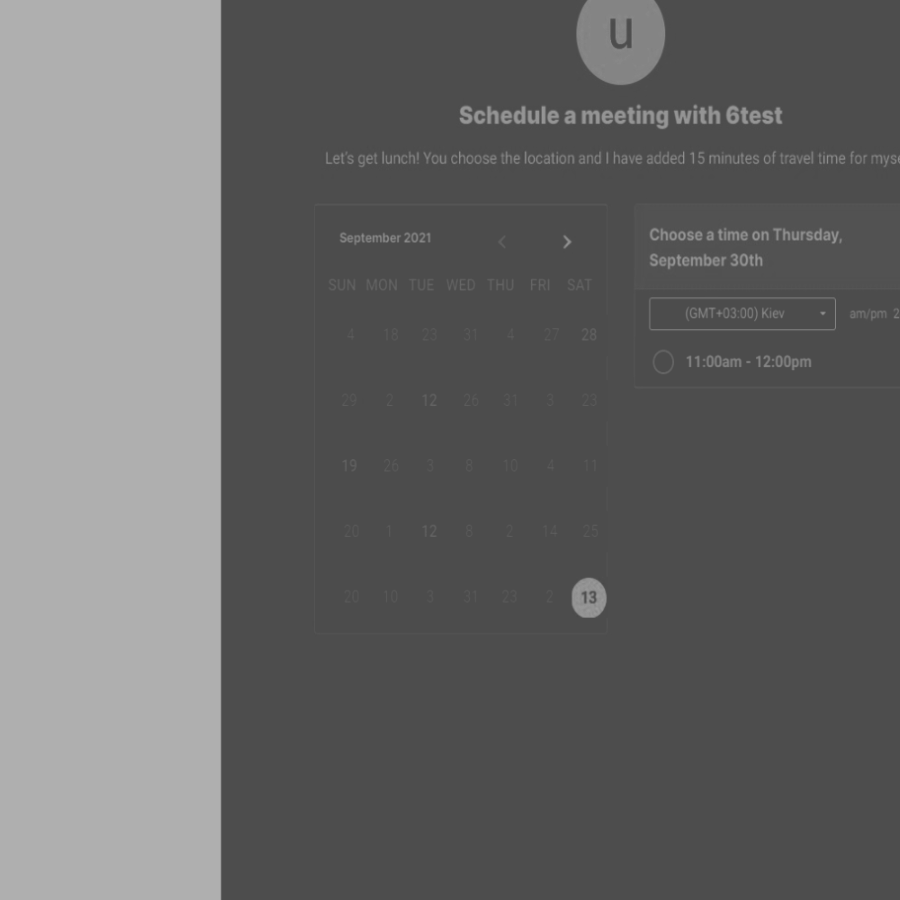 u
Schedule a meeting with 6test
Let's get lunch! You choose the location and I have added 15 minutes of travel time for myse
September 2021
SUN MON TUE WED THU FRI SAT
4 18 23 31 4 27 28
29 2 12 26 31 3 23
19 26 3 8 10 4 11
20 1 12 8 2 14 25
20 10 3 31 23 2 13
Choose a time on Thursday,
September 30th
(GMT+03:00) Kiev am/pm 2
11:00am - 12:00pm